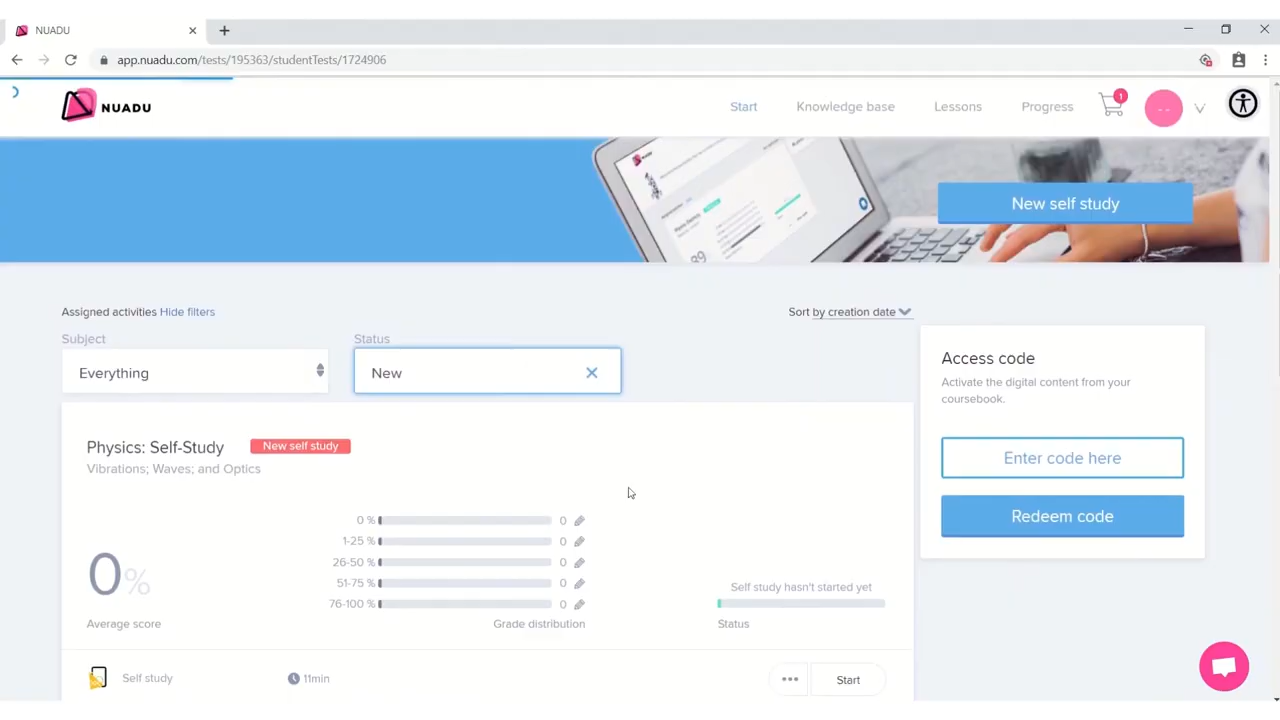 NUADU
app.nuadu.com/tests/195363/studentTests/1724906
NUADU
Start
Knowledge base
Lessons
Progress
1
- -
New self study
89
Assigned activities Hide filters
Sort by creation date
Subject
Status
Everything
New
Access code
Activate the digital content from your
coursebook.
Enter code here
Redeem code
Physics: Self-Study
New self study
Vibrations; Waves; and Optics
0 % 0
1-25 % 0
26-50 % 0
51-75 % 0
76-100 % 0
0%
Average score
Grade distribution
Self study hasn't started yet
Status
Self study
11min
Start